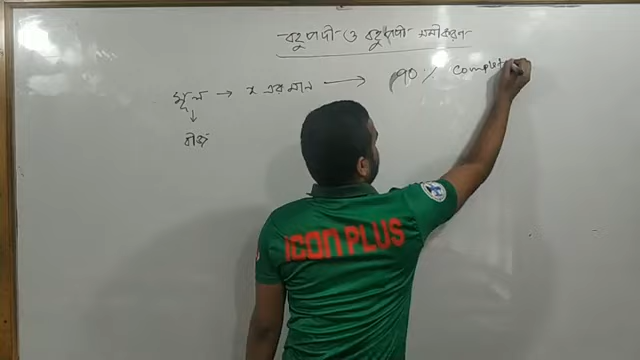 বহুপদী ও বহুপদী সমীকরণ
মূল → x এর মান → 90% Complet
↓
বীজ
ICON PLUS